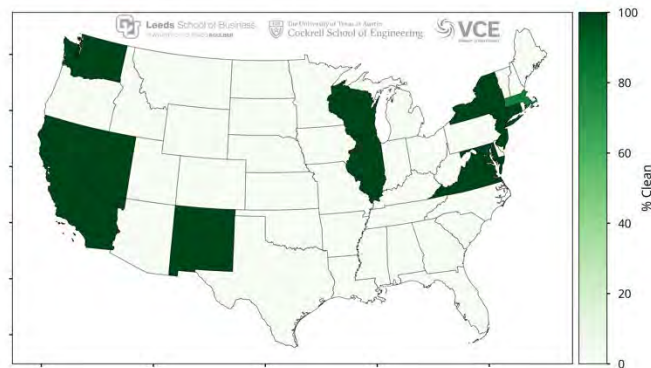 Leeds School of Business
The University of Texas at Austin
Cockrell School of Engineering
VCE
100
80
60
40
20
0
% Clean